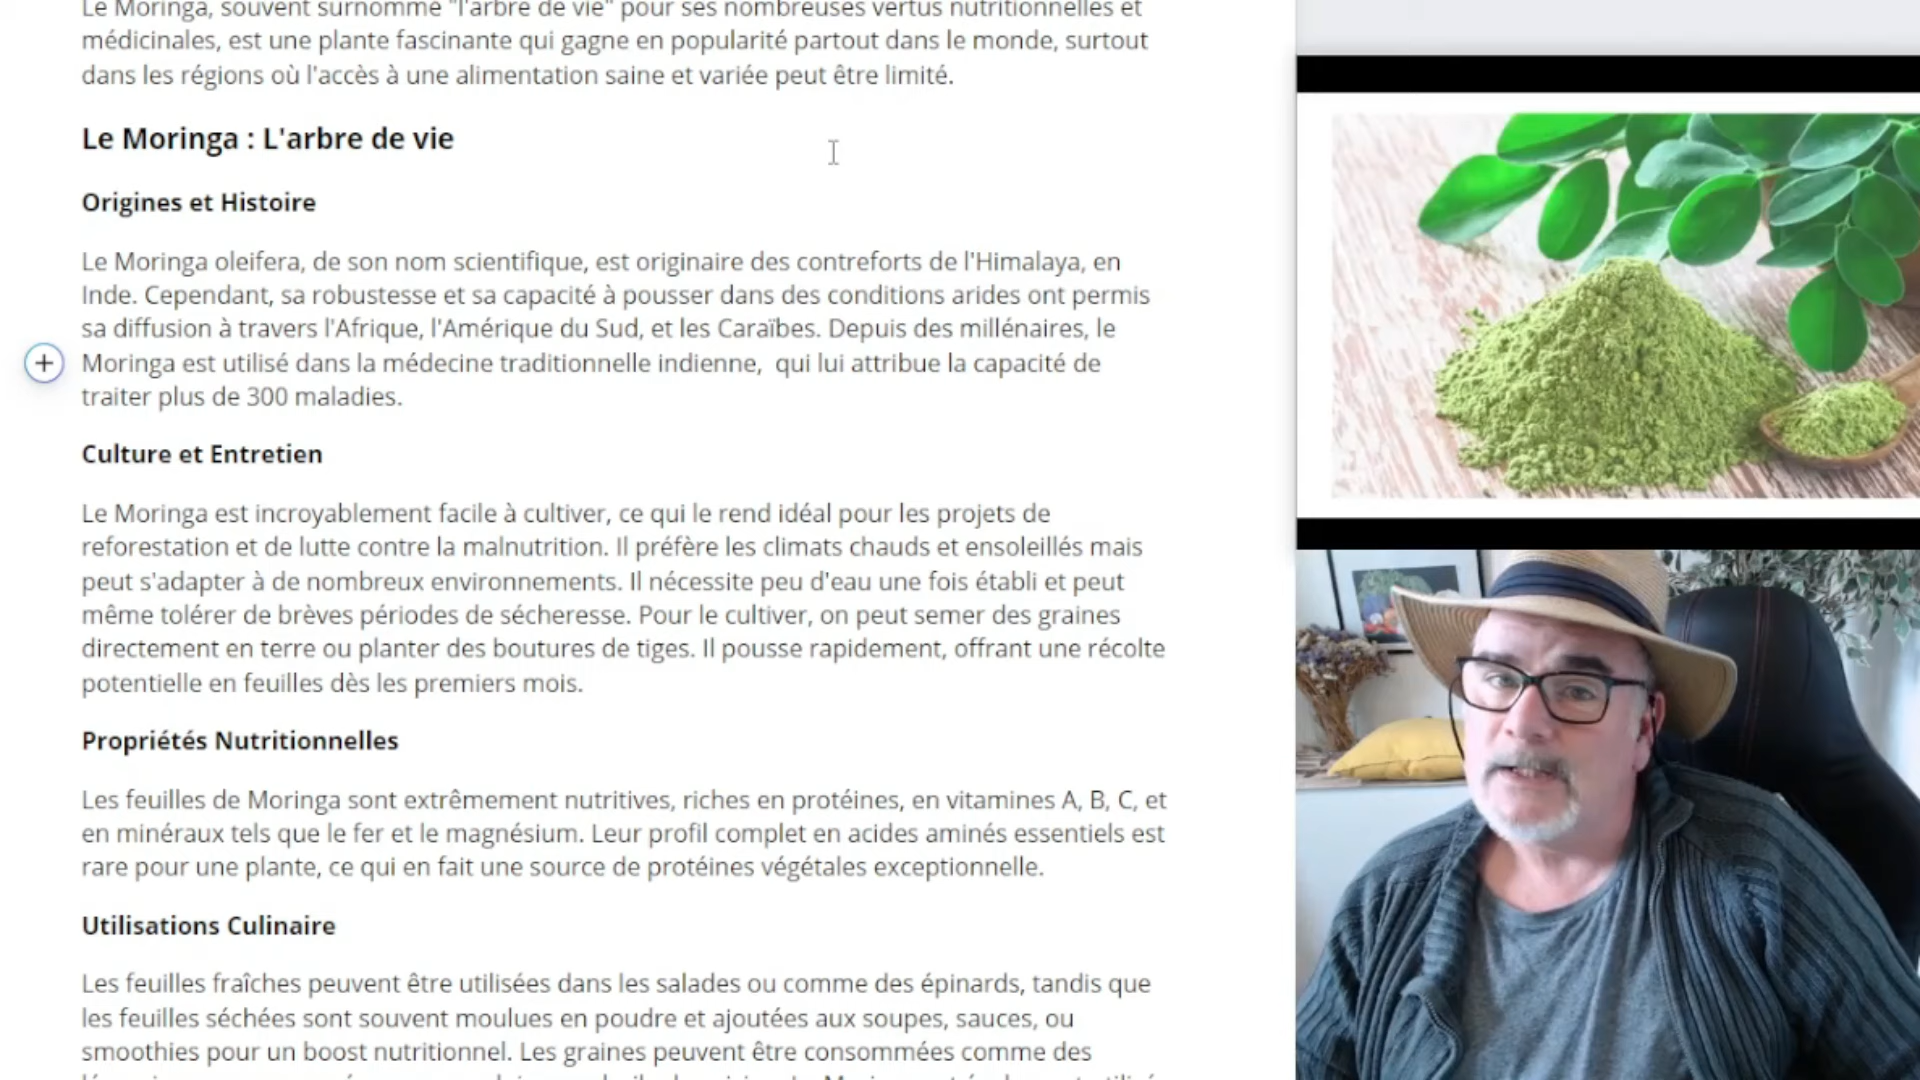 Le Moringa, souvent surnommé "l'arbre de vie" pour ses nombreuses vertus nutritionnelles et
médicinales, est une plante fascinante qui gagne en popularité partout dans le monde, surtout
dans les régions où l'accès à une alimentation saine et variée peut être limité.
Le Moringa : L'arbre de vie
Origines et Histoire
Le Moringa oleifera, de son nom scientifique, est originaire des contreforts de l'Himalaya, en
Inde. Cependant, sa robustesse et sa capacité à pousser dans des conditions arides ont permis
sa diffusion à travers l'Afrique, l'Amérique du Sud, et les Caraïbes. Depuis des millénaires, le
Moringa est utilisé dans la médecine traditionnelle indienne,  qui lui attribue la capacité de
traiter plus de 300 maladies.
Culture et Entretien
Le Moringa est incroyablement facile à cultiver, ce qui le rend idéal pour les projets de
reforestation et de lutte contre la malnutrition. Il préfère les climats chauds et ensoleillés mais
peut s'adapter à de nombreux environnements. Il nécessite peu d'eau une fois établi et peut
même tolérer de brèves périodes de sécheresse. Pour le cultiver, on peut semer des graines
directement en terre ou planter des boutures de tiges. Il pousse rapidement, offrant une récolte
potentielle en feuilles dès les premiers mois.
Propriétés Nutritionnelles
Les feuilles de Moringa sont extrêmement nutritives, riches en protéines, en vitamines A, B, C, et
en minéraux tels que le fer et le magnésium. Leur profil complet en acides aminés essentiels est
rare pour une plante, ce qui en fait une source de protéines végétales exceptionnelle.
Utilisations Culinaire
Les feuilles fraîches peuvent être utilisées dans les salades ou comme des épinards, tandis que
les feuilles séchées sont souvent moulues en poudre et ajoutées aux soupes, sauces, ou
smoothies pour un boost nutritionnel. Les graines peuvent être consommées comme des